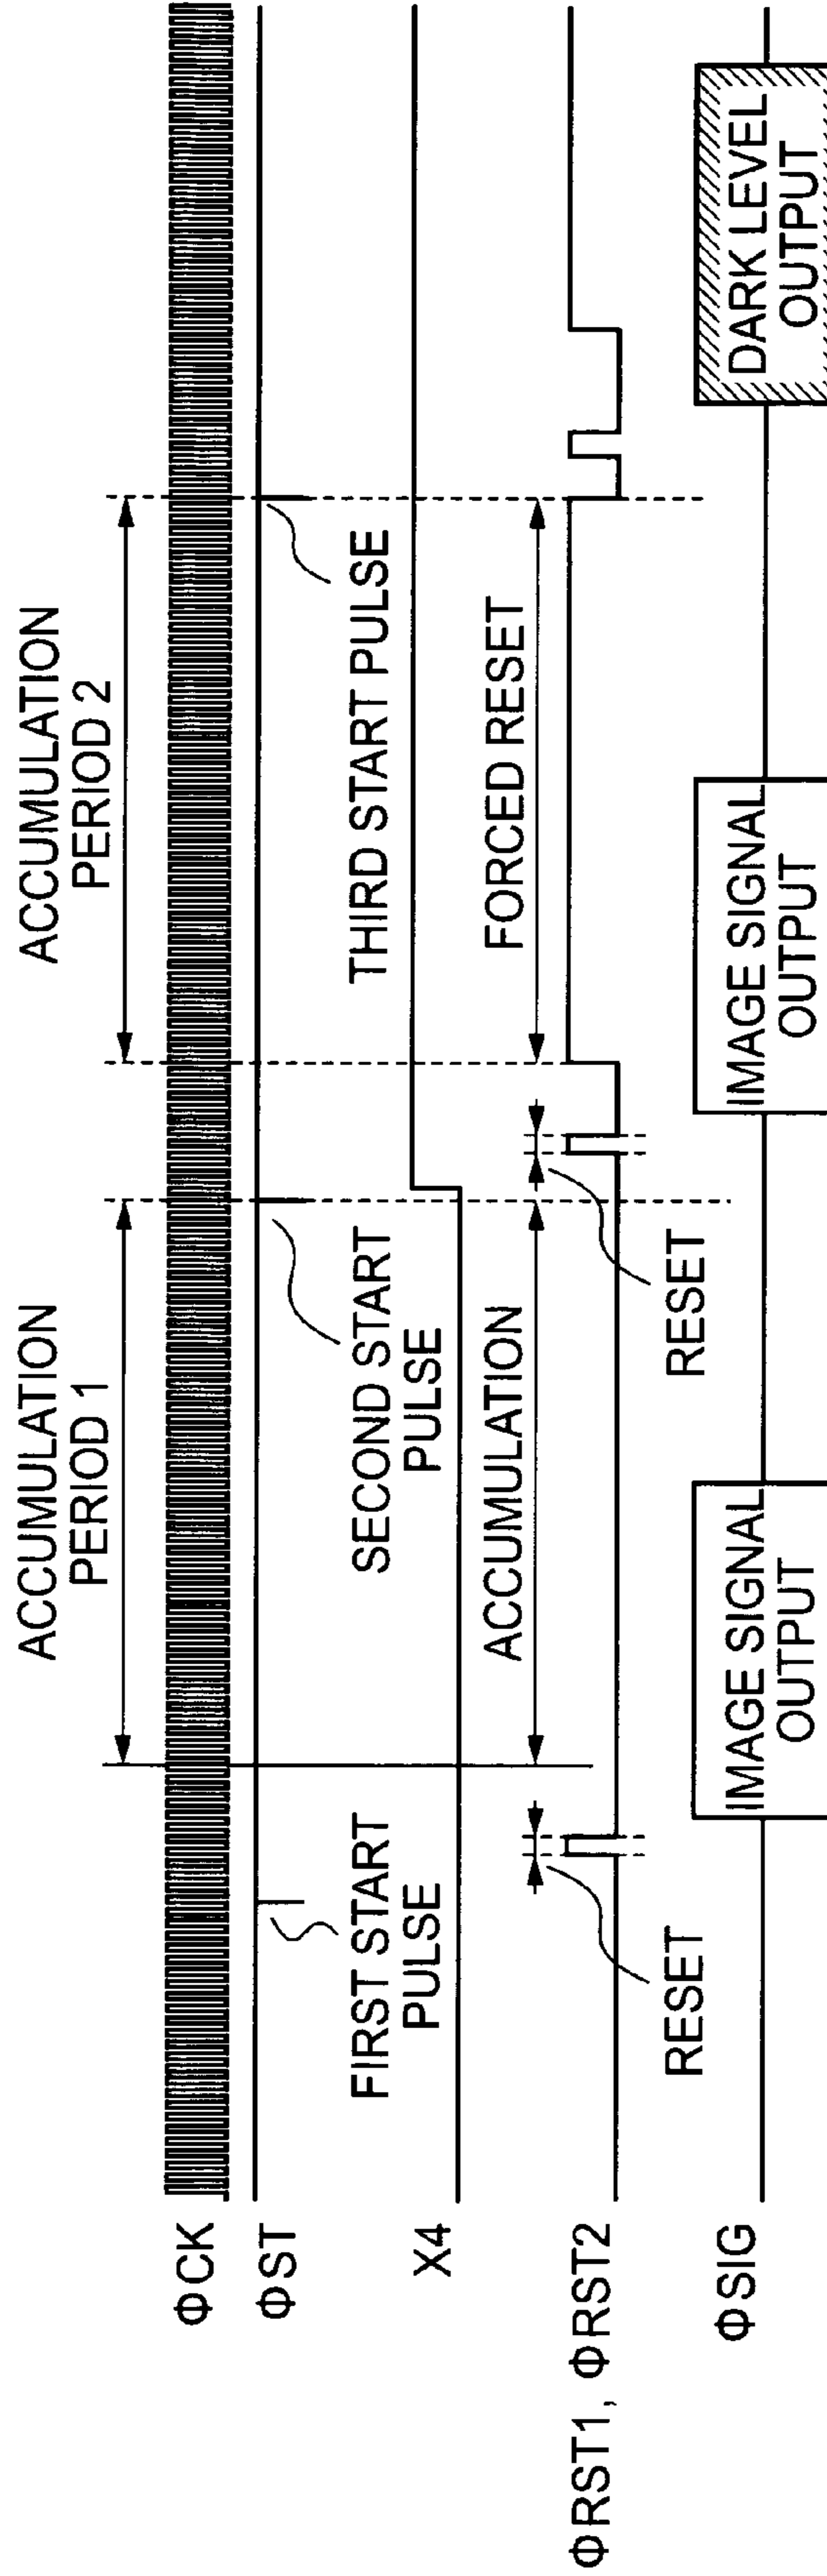 ACCUMULATION
PERIOD 1
ACCUMULATION
PERIOD 2
ΦCK
ΦST
FIRST START
PULSE
SECOND START
PULSE
THIRD START PULSE
X4
ACCUMULATION
FORCED RESET
ΦRST1, ΦRST2
RESET
RESET
ΦSIG
IMAGE SIGNAL
OUTPUT
IMAGE SIGNAL
OUTPUT
DARK LEVEL
OUTPUT